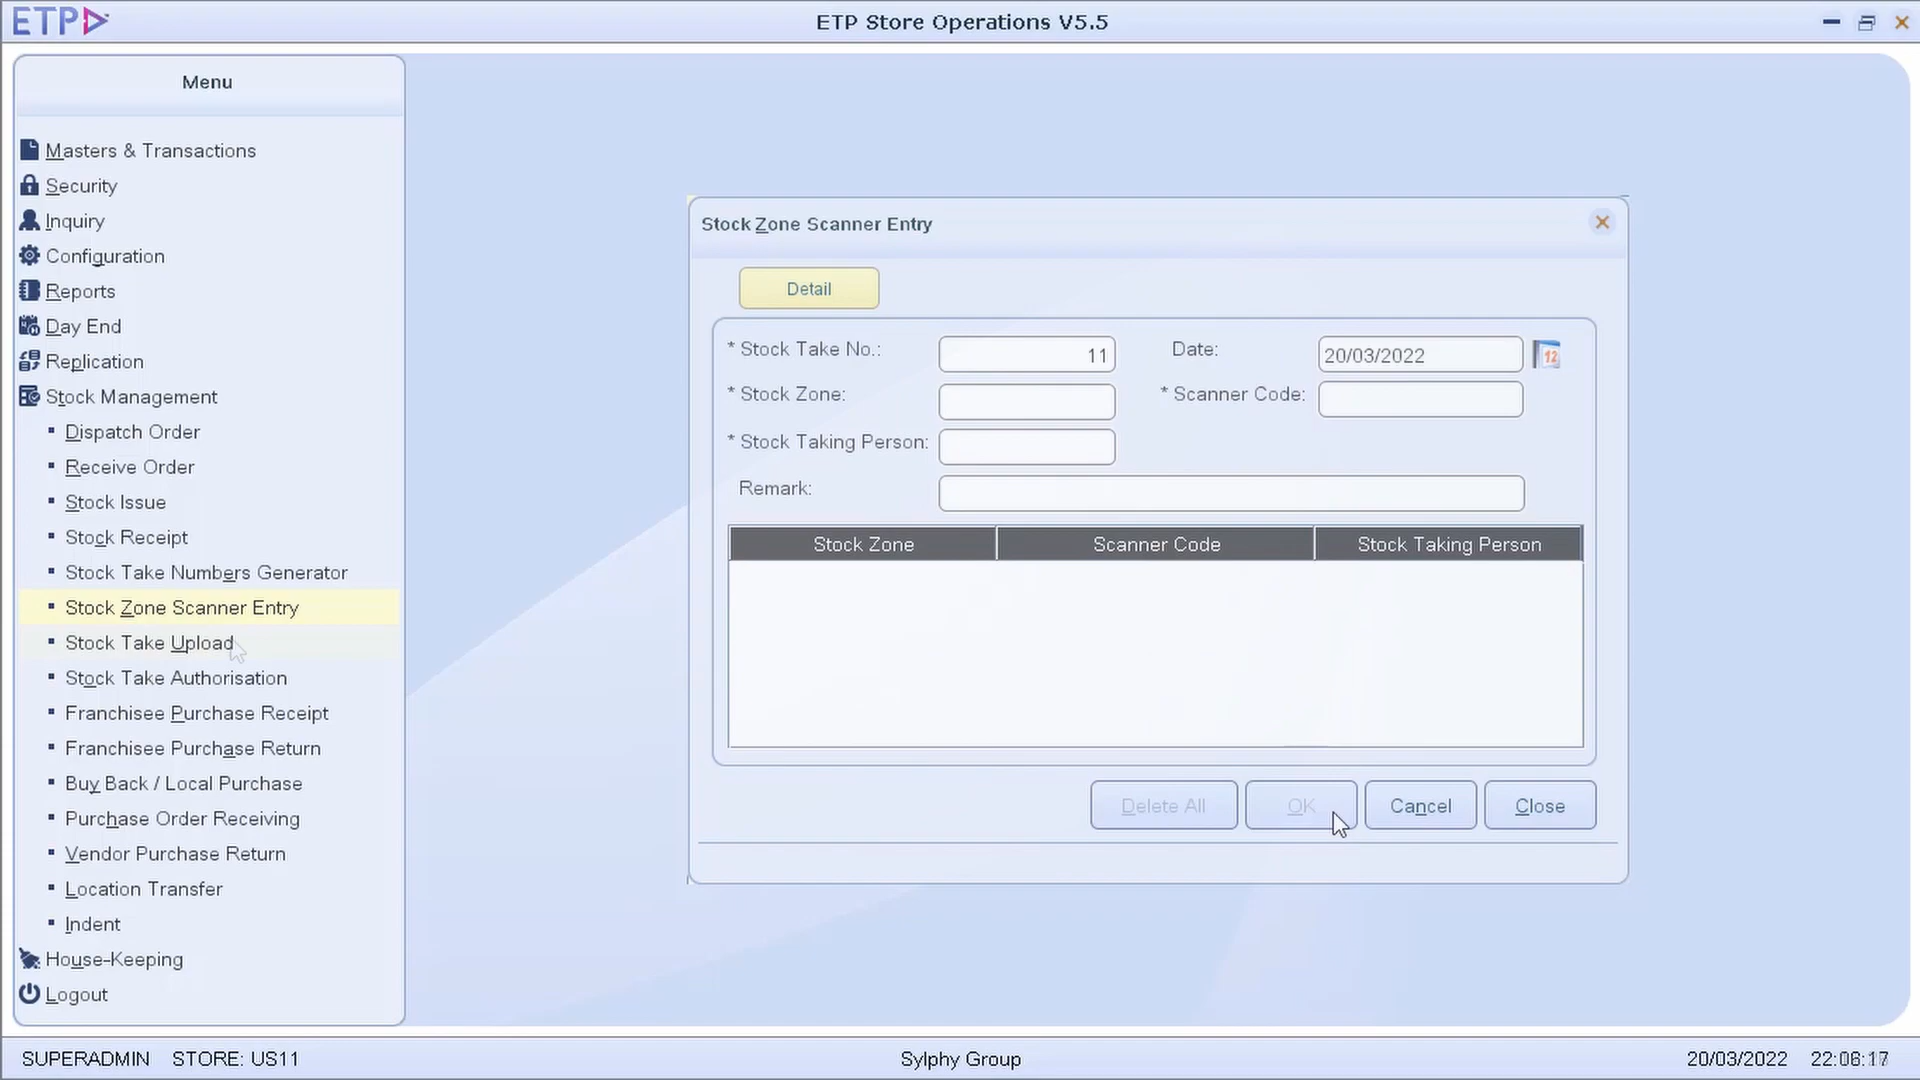 ETP
ETP Store Operations V5.5
Menu
Masters & Transactions
Security
Inquiry
Configuration
Reports
Day End
Replication
Stock Management
Dispatch Order
Receive Order
Stock Issue
Stock Receipt
Stock Take Numbers Generator
Stock Zone Scanner Entry
Stock Take Upload
Stock Take Authorisation
Franchisee Purchase Receipt
Franchisee Purchase Return
Buy Back / Local Purchase
Purchase Order Receiving
Vendor Purchase Return
Location Transfer
Indent
House-Keeping
Logout
Stock Zone Scanner Entry
Detail
* Stock Take No.: 11 Date: 20/03/2022 12
* Stock Zone: * Scanner Code:
* Stock Taking Person:
Remark:
Stock Zone Scanner Code Stock Taking Person
Delete All OK Cancel Close
SUPERADMIN STORE: US11 Sylphy Group 20/03/2022